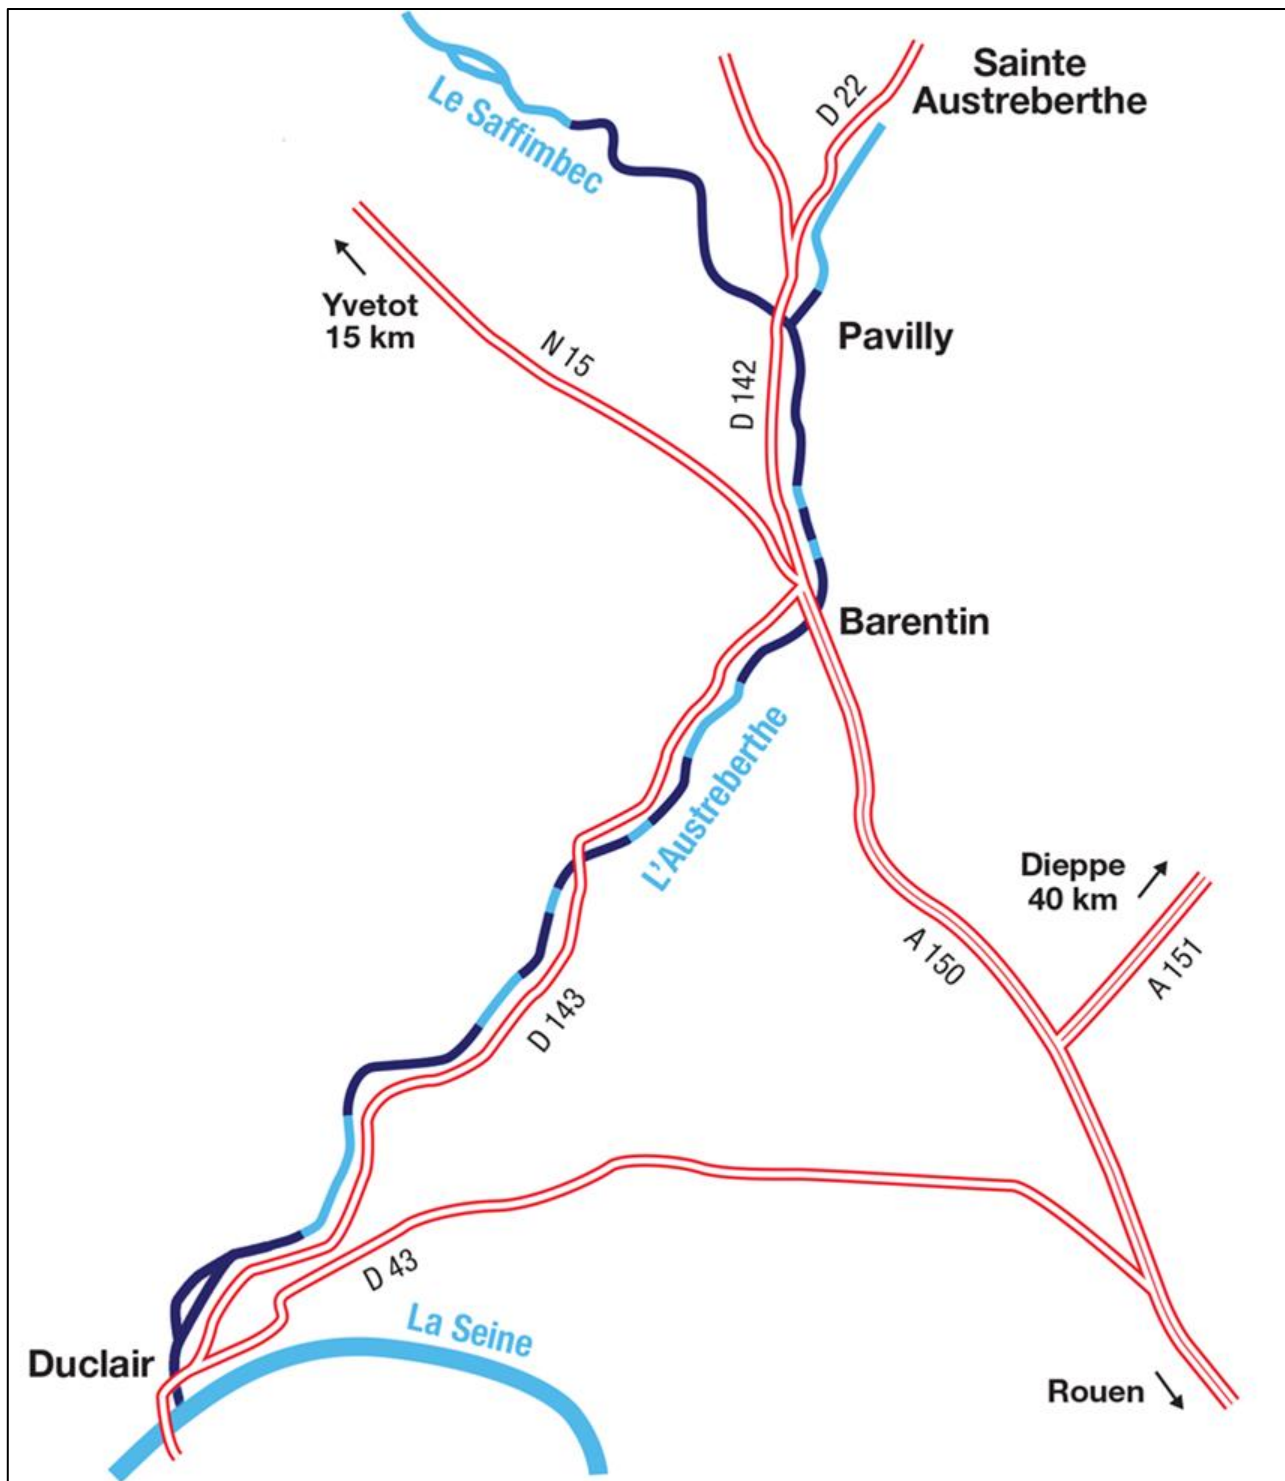 Sainte
Austreberthe
D 22
Le Saffimbec
Yvetot
15 km
N 15
Pavilly
D 142
Barentin
L'Austreberthe
Dieppe
40 km
A 150
A 151
D 143
D 43
La Seine
Duclair
Rouen